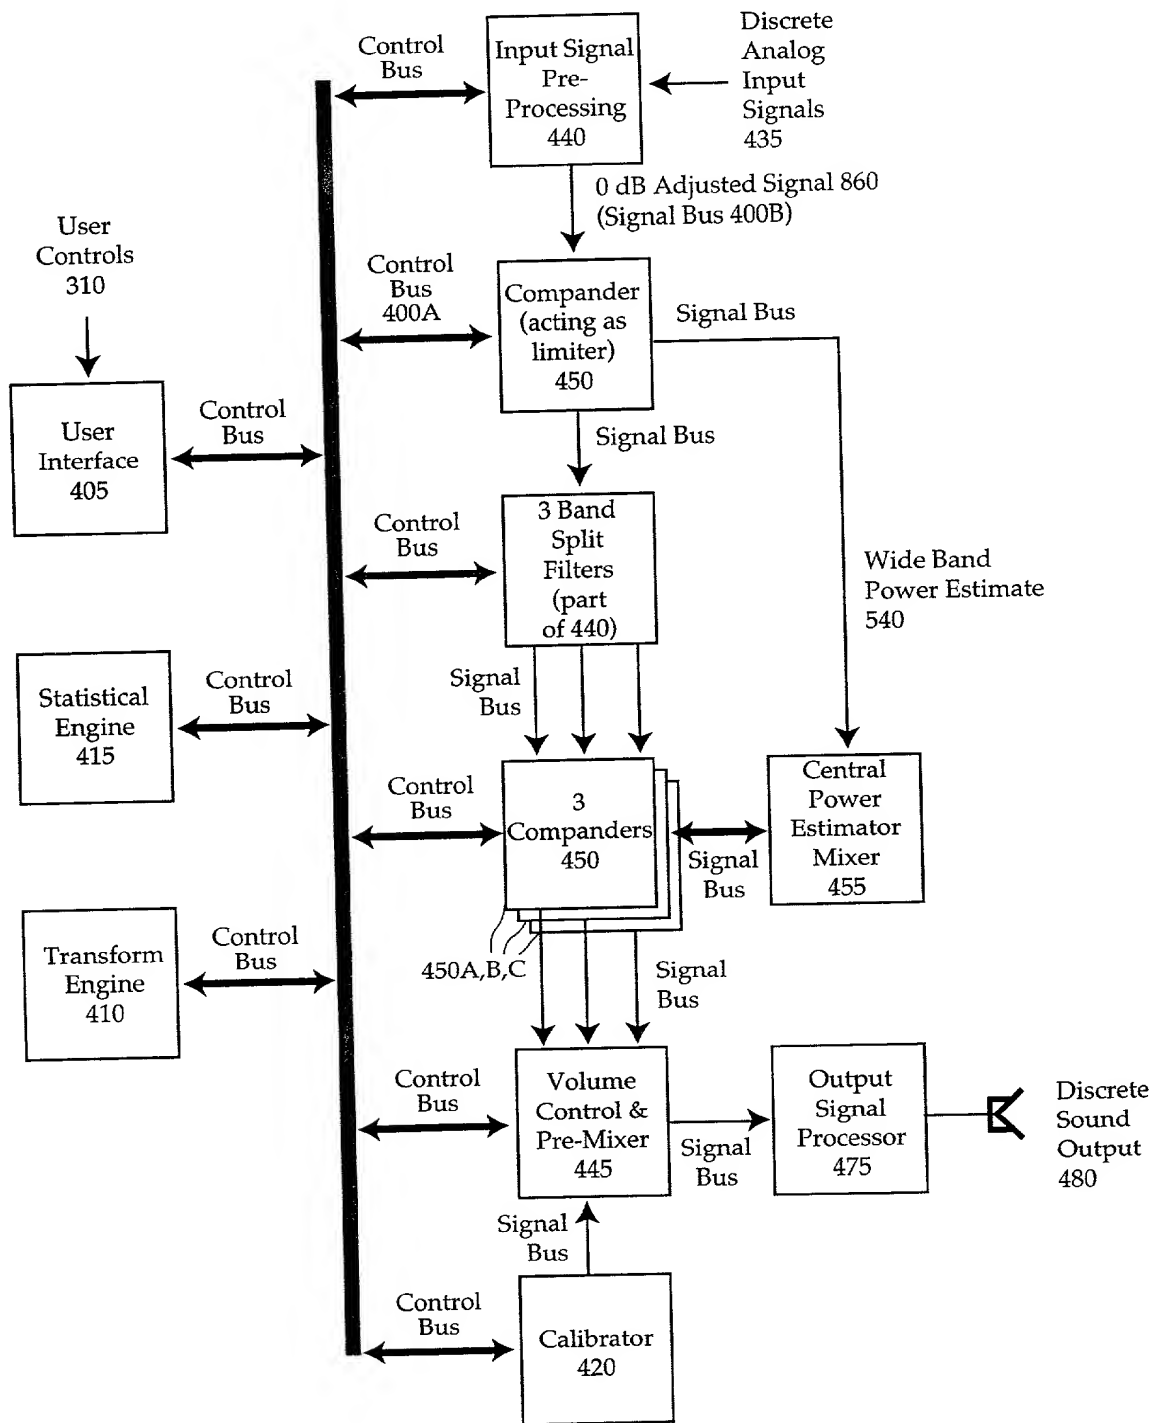 Discrete
Analog
Input
Signals
435
Control
Bus
Input Signal
Pre-
Processing
440
0 dB Adjusted Signal 860
(Signal Bus 400B)
User
Controls
310
Control
Bus
400A
Compander
(acting as
limiter)
450
Signal Bus
Signal Bus
User
Interface
405
Control
Bus
Control
Bus
3 Band
Split
Filters
(part
of 440)
Wide Band
Power Estimate
540
Signal
Bus
Statistical
Engine
415
Control
Bus
Control
Bus
3
Companders
450
Signal
Bus
Central
Power
Estimator
Mixer
455
450A,B,C
Signal
Bus
Transform
Engine
410
Control
Bus
Control
Bus
Volume
Control &
Pre-Mixer
445
Signal
Bus
Output
Signal
Processor
475
Discrete
Sound
Output
480
Signal
Bus
Control
Bus
Calibrator
420